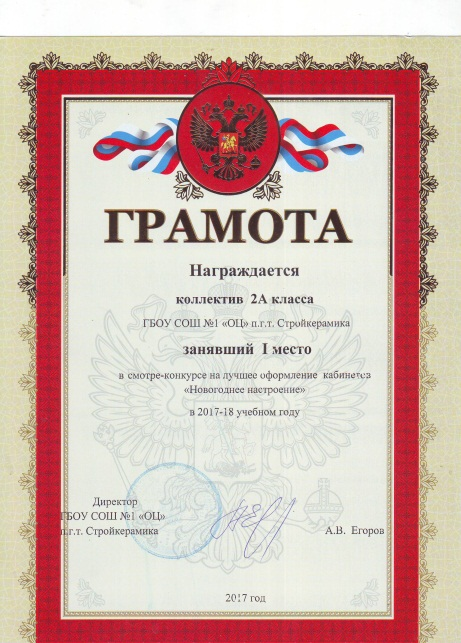 ГРАМОТА
Награждается
коллектив 2А класса
ГБОУ СОШ №1 «ОЦ» п.г.т. Стройкерамика
занявший I место
в смотре-конкурсе на лучшее оформление кабинетов
«Новогоднее настроение»
в 2017-18 учебном году
Директор
ГБОУ СОШ №1 «ОЦ»
п.г.т. Стройкерамика
А.В. Егоров
2017 год